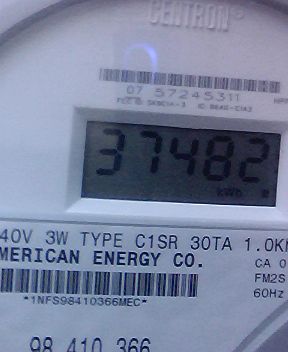 CENTRON®
07 57245311
37482
kWh
40V 3W TYPE C1SR 30TA 1.0K
MERICAN ENERGY CO.
CA 0
FM2S
60Hz
*1NFS98410366MEC*
98 410 366